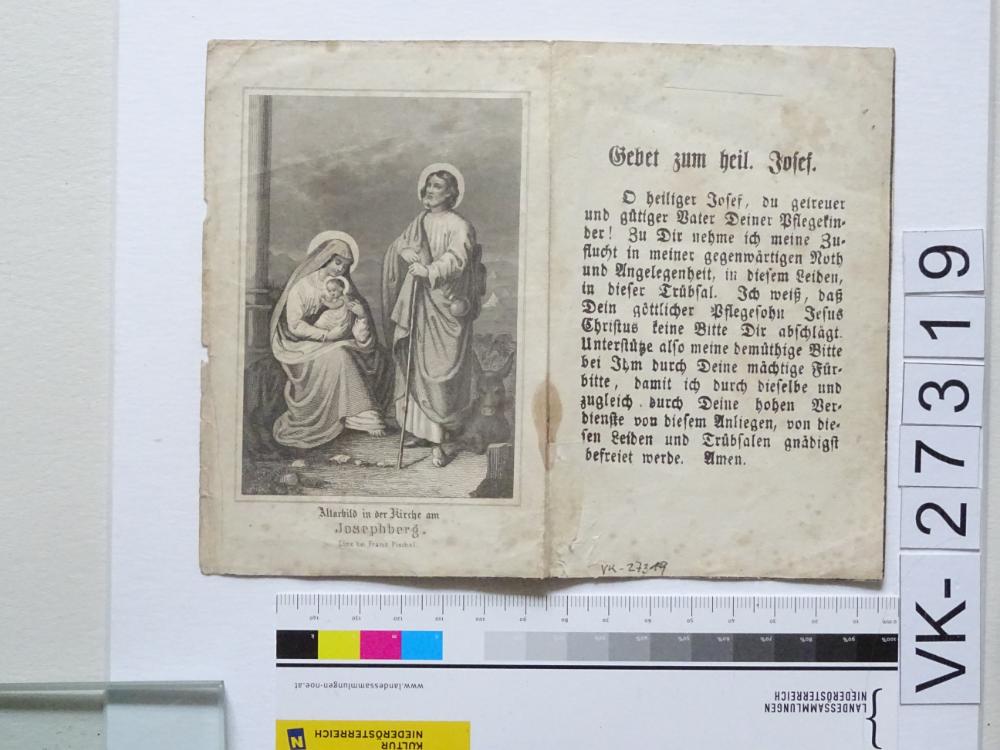 Altarbild in der Kirche am
Josephberg.
Linz bei Franz
Gebet zum heil. Josef.
O heiliger Josef, du getreuer
und gütiger Vater Deiner Pflegekin-
der! Zu Dir nehme ich meine Zu-
flucht in meiner gegenwärtigen Noth
und Angelegenheit, in diesem Leiden,
in dieser Trübsal. Ich weiß, daß
Dein göttlicher Pflegesohn Jesus
Christus keine Bitte Dir abschlägt.
Unterstütze also meine demüthige Bitte
bei Ihm durch Deine mächtige Für-
bitte, damit ich durch dieselbe und
zugleich durch Deine hohen Ver-
dienste von diesem Anliegen, von die-
sen Leiden und Trübsalen gnädigst
befreiet werde. Amen.
VK-27319
VK-27319
www.landessammlungen-noe.at
LANDESSAMMLUNGEN
NIEDERÖSTERREICH
KULTUR
NIEDERÖSTERREICH
N